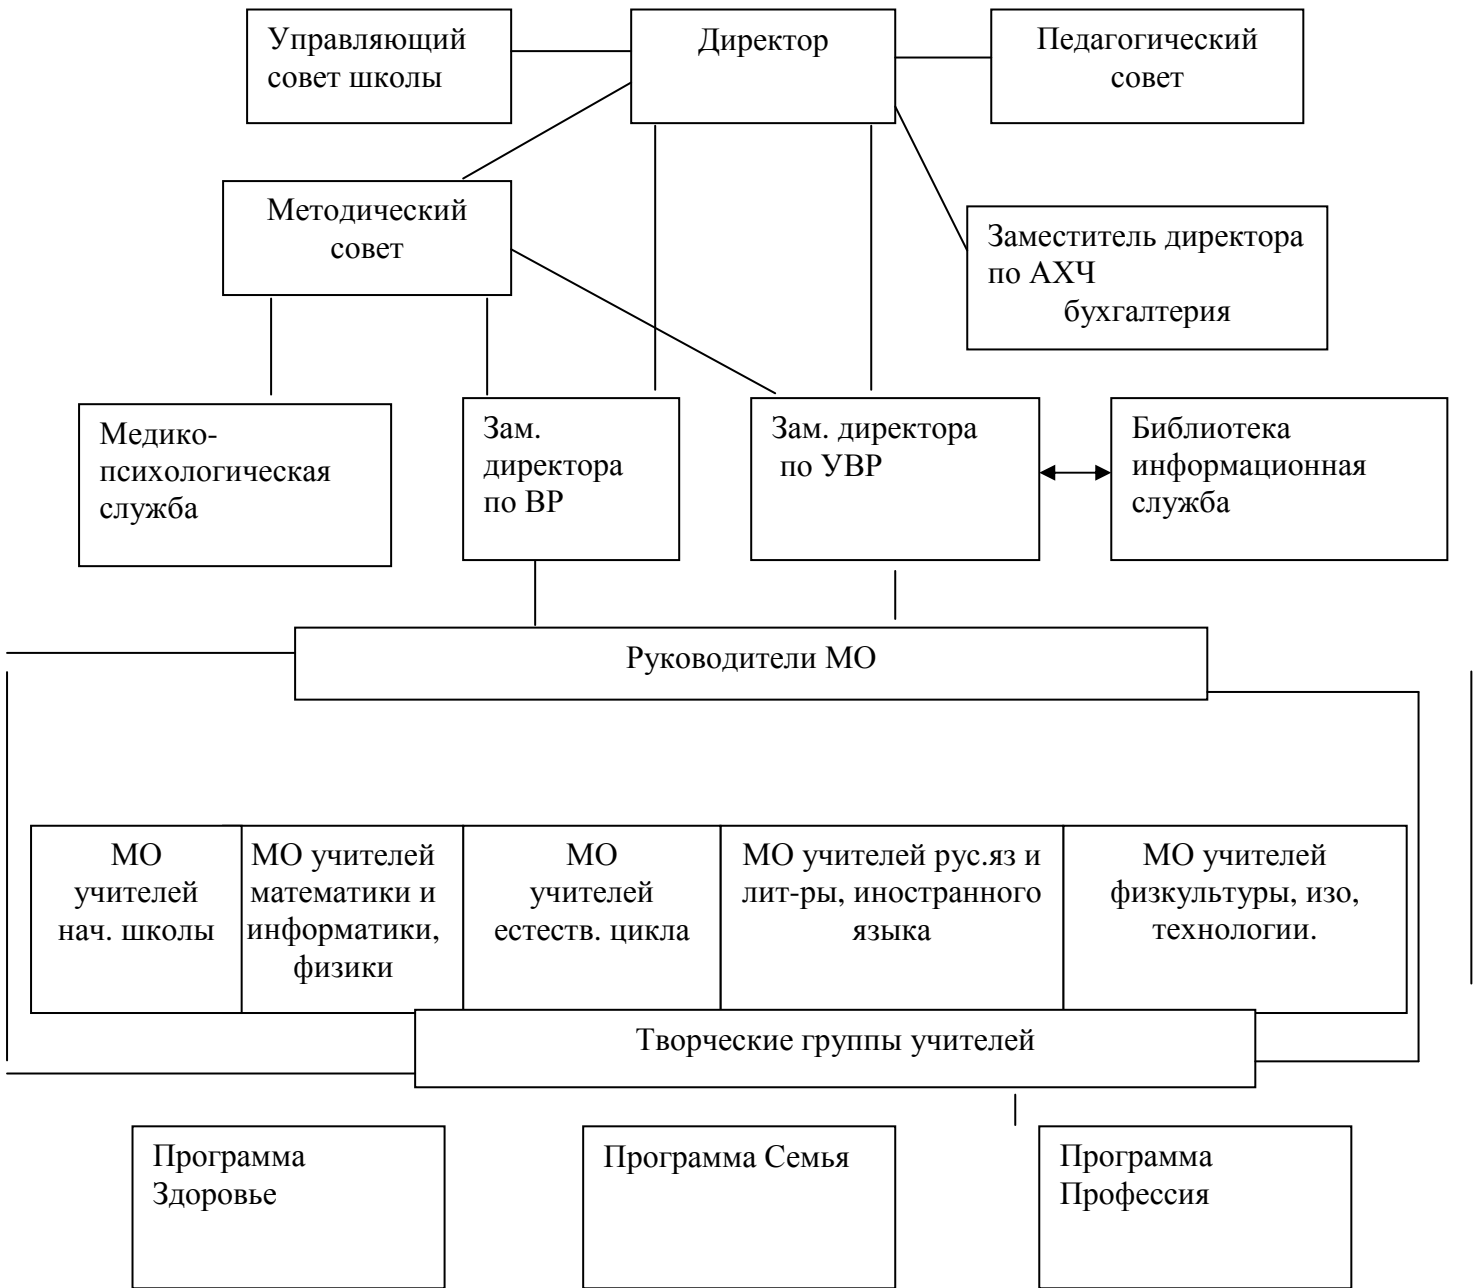 Управляющий
совет школы
Директор
Педагогический
совет
Методический
совет
Заместитель директора
по АХЧ
бухгалтерия
Медико-
психологическая
служба
Зам.
директора
по ВР
Зам. директора
по УВР
Библиотека
информационная
служба
Руководители МО
МО
учителей
нач. школы
МО учителей
математики и
информатики,
физики
МО
учителей
естеств. цикла
МО учителей рус.яз и
лит-ры, иностранного
языка
МО учителей
физкультуры, изо,
технологии.
Творческие группы учителей
Программа
Здоровье
Программа Семья
Программа
Профессия